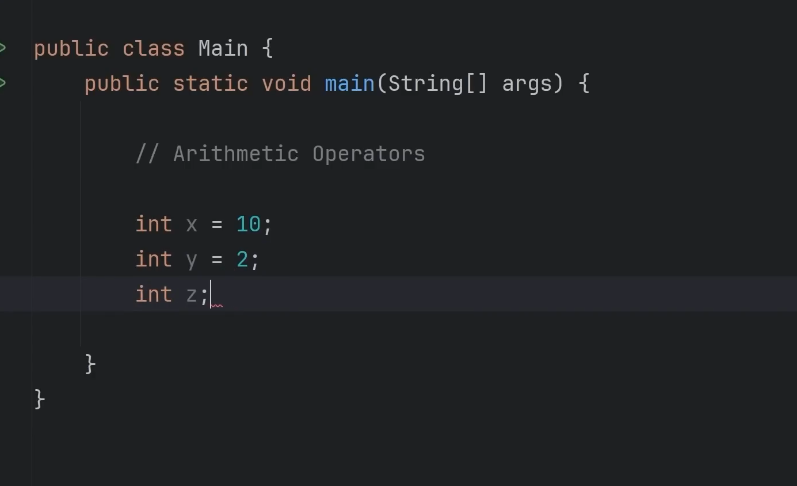 public class Main {
public static void main(String[] args) {
// Arithmetic Operators
int x = 10;
int y = 2;
int z;
}
}